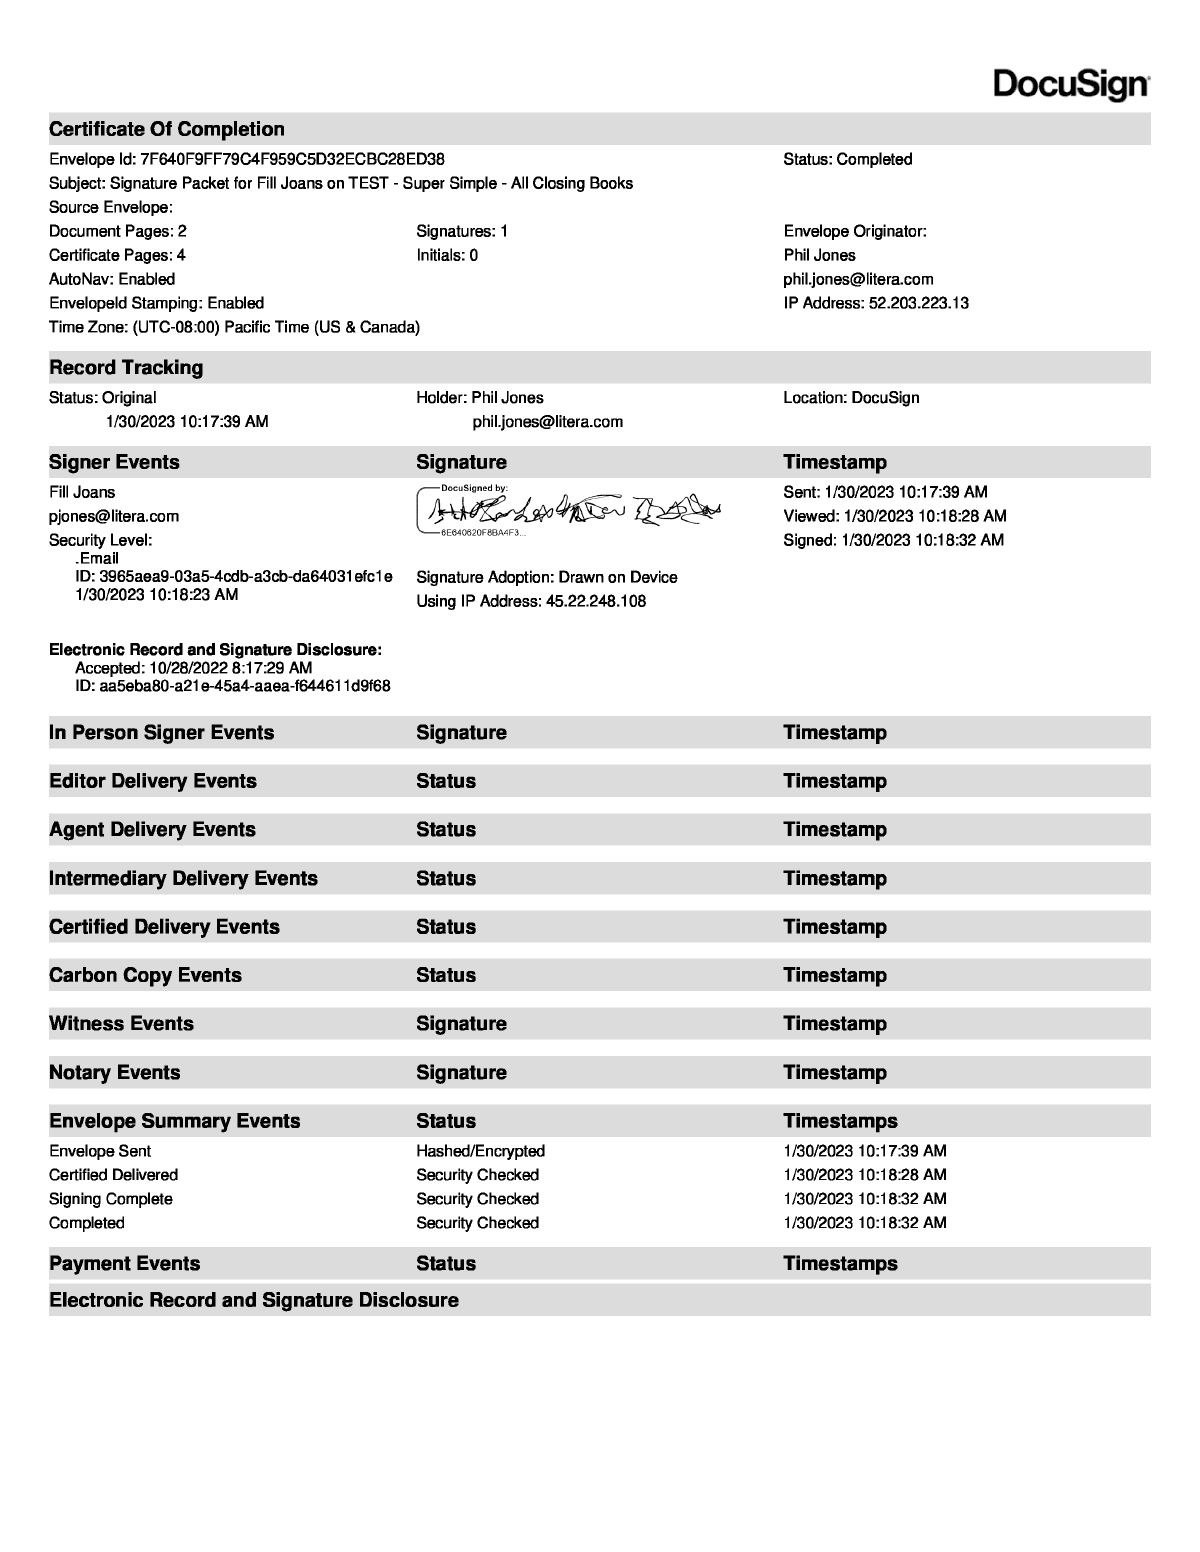 DocuSign
Certificate Of Completion
Envelope Id: 7F640F9FF79C4F959C5D32ECBC28ED38 Status: Completed
Subject: Signature Packet for Fill Joans on TEST - Super Simple - All Closing Books
Source Envelope:
Document Pages: 2 Signatures: 1 Envelope Originator:
Certificate Pages: 4 Initials: 0 Phil Jones
AutoNav: Enabled phil.jones@litera.com
EnvelopeId Stamping: Enabled IP Address: 52.203.223.13
Time Zone: (UTC-08:00) Pacific Time (US & Canada)
Record Tracking
Status: Original Holder: Phil Jones Location: DocuSign
1/30/2023 10:17:39 AM phil.jones@litera.com
Signer Events Signature Timestamp
Fill Joans DocuSigned by: Sent: 1/30/2023 10:17:39 AM
pjones@litera.com Viewed: 1/30/2023 10:18:28 AM
Security Level: 6E640620F8BA4F3... Signed: 1/30/2023 10:18:32 AM
.Email
ID: 3965aea9-03a5-4cdb-a3cb-da64031efc1e Signature Adoption: Drawn on Device
1/30/2023 10:18:23 AM Using IP Address: 45.22.248.108
Electronic Record and Signature Disclosure:
Accepted: 10/28/2022 8:17:29 AM
ID: aa5eba80-a21e-45a4-aaea-f644611d9f68
In Person Signer Events Signature Timestamp
Editor Delivery Events Status Timestamp
Agent Delivery Events Status Timestamp
Intermediary Delivery Events Status Timestamp
Certified Delivery Events Status Timestamp
Carbon Copy Events Status Timestamp
Witness Events Signature Timestamp
Notary Events Signature Timestamp
Envelope Summary Events Status Timestamps
Envelope Sent Hashed/Encrypted 1/30/2023 10:17:39 AM
Certified Delivered Security Checked 1/30/2023 10:18:28 AM
Signing Complete Security Checked 1/30/2023 10:18:32 AM
Completed Security Checked 1/30/2023 10:18:32 AM
Payment Events Status Timestamps
Electronic Record and Signature Disclosure